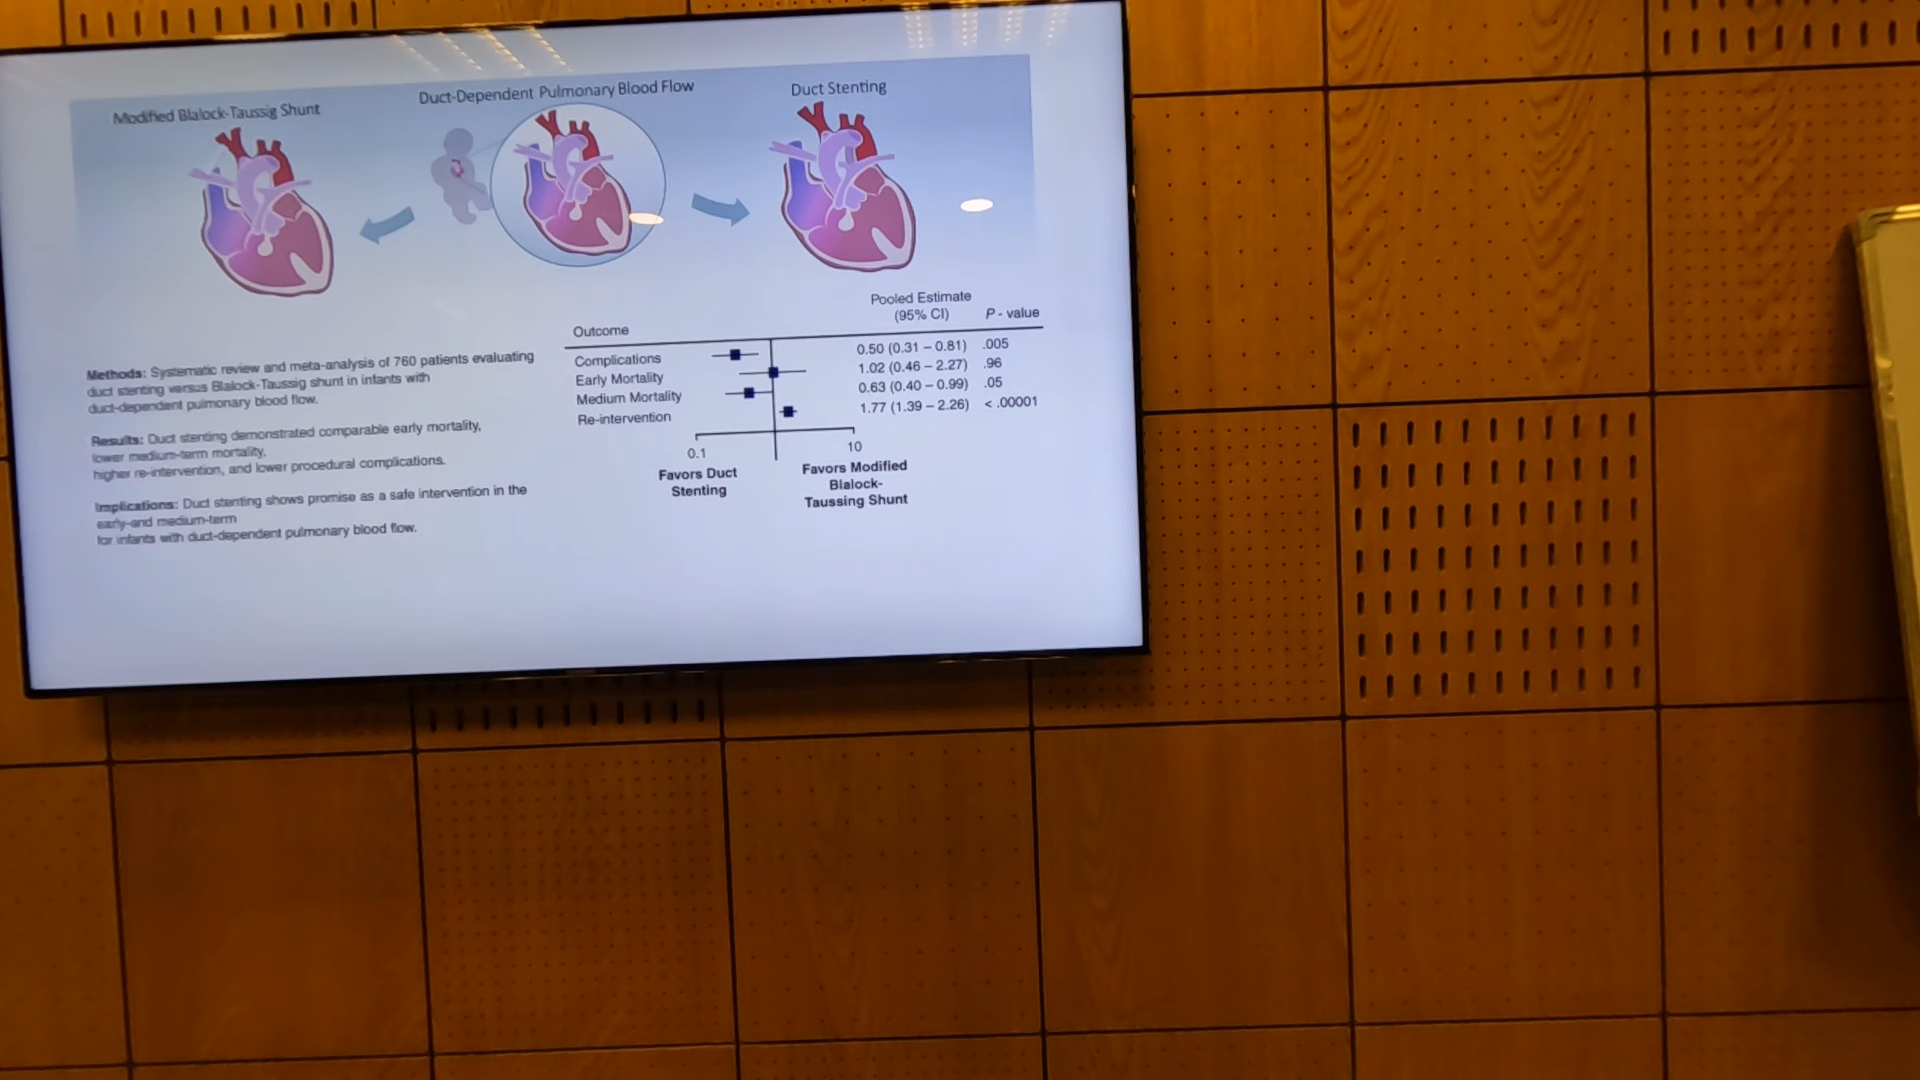 Modified Blalock-Taussig Shunt
Duct-Dependent Pulmonary Blood Flow
Duct Stenting
Methods: Systematic review and meta-analysis of 760 patients evaluating
duct stenting versus Blalock-Taussig shunt in infants with
duct-dependent pulmonary blood flow.
Results: Duct stenting demonstrated comparable early mortality,
lower medium-term mortality,
higher re-intervention, and lower procedural complications.
Implications: Duct stenting shows promise as a safe intervention in the
early-and medium-term
for infants with duct-dependent pulmonary blood flow.
Pooled Estimate
Outcome (95% CI) P - value
Complications 0.50 (0.31 – 0.81) .005
Early Mortality 1.02 (0.46 – 2.27) .96
Medium Mortality 0.63 (0.40 – 0.99) .05
Re-intervention 1.77 (1.39 – 2.26) < .00001
0.1 10
Favors Duct
Stenting
Favors Modified
Blalock-
Taussing Shunt